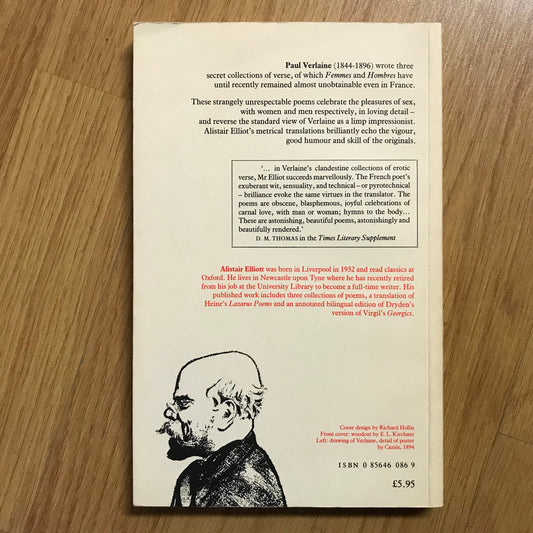 Paul Verlaine (1844-1896) wrote three
secret collections of verse, of which Femmes and Hombres have
until recently remained almost unobtainable even in France.
These strangely unrespectable poems celebrate the pleasures of sex,
with women and men respectively, in loving detail –
and reverse the standard view of Verlaine as a limp impressionist.
Alistair Elliot's metrical translations brilliantly echo the vigour,
good humour and skill of the originals.
'... in Verlaine's clandestine collections of erotic
verse, Mr Elliot succeeds marvellously. The French poet's
exuberant wit, sensuality, and technical – or pyrotechnical
– brilliance evoke the same virtues in the translator. The
poems are obscene, blasphemous, joyful celebrations of
carnal love, with man or woman; hymns to the body...
These are astonishing, beautiful poems, astonishingly and
beautifully rendered.'
D. M. THOMAS in the Times Literary Supplement
Alistair Elliott was born in Liverpool in 1932 and read classics at
Oxford. He lives in Newcastle upon Tyne where he has recently retired
from his job at the University Library to become a full-time writer. His
published work includes three collections of poems, a translation of
Heine's Lazarus Poems and an annotated bilingual edition of Dryden's
version of Virgil's Georgics.
Cover design by Richard Hollis
Front cover: woodcut by E. L. Kirchner
Left: drawing of Verlaine, detail of poster
by Cazals, 1894
ISBN 0 85646 086 9
£5.95